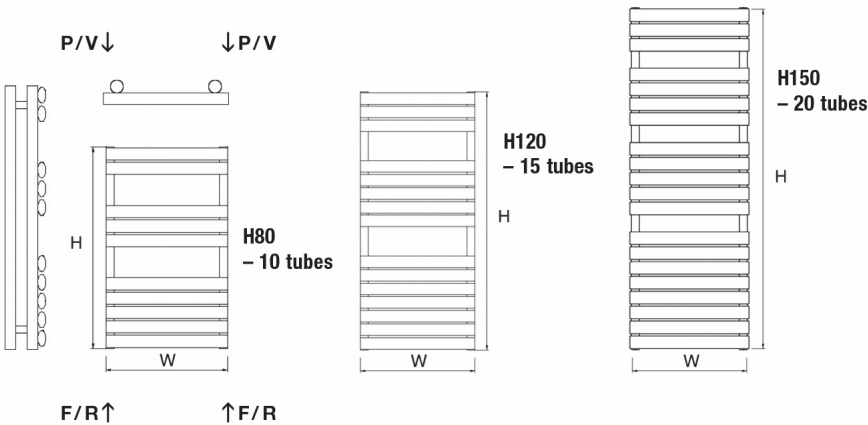 P/V↓ ↓P/V
H
H80
– 10 tubes
W
F/R↑ ↑F/R
H120
– 15 tubes
H
W
H150
– 20 tubes
H
W